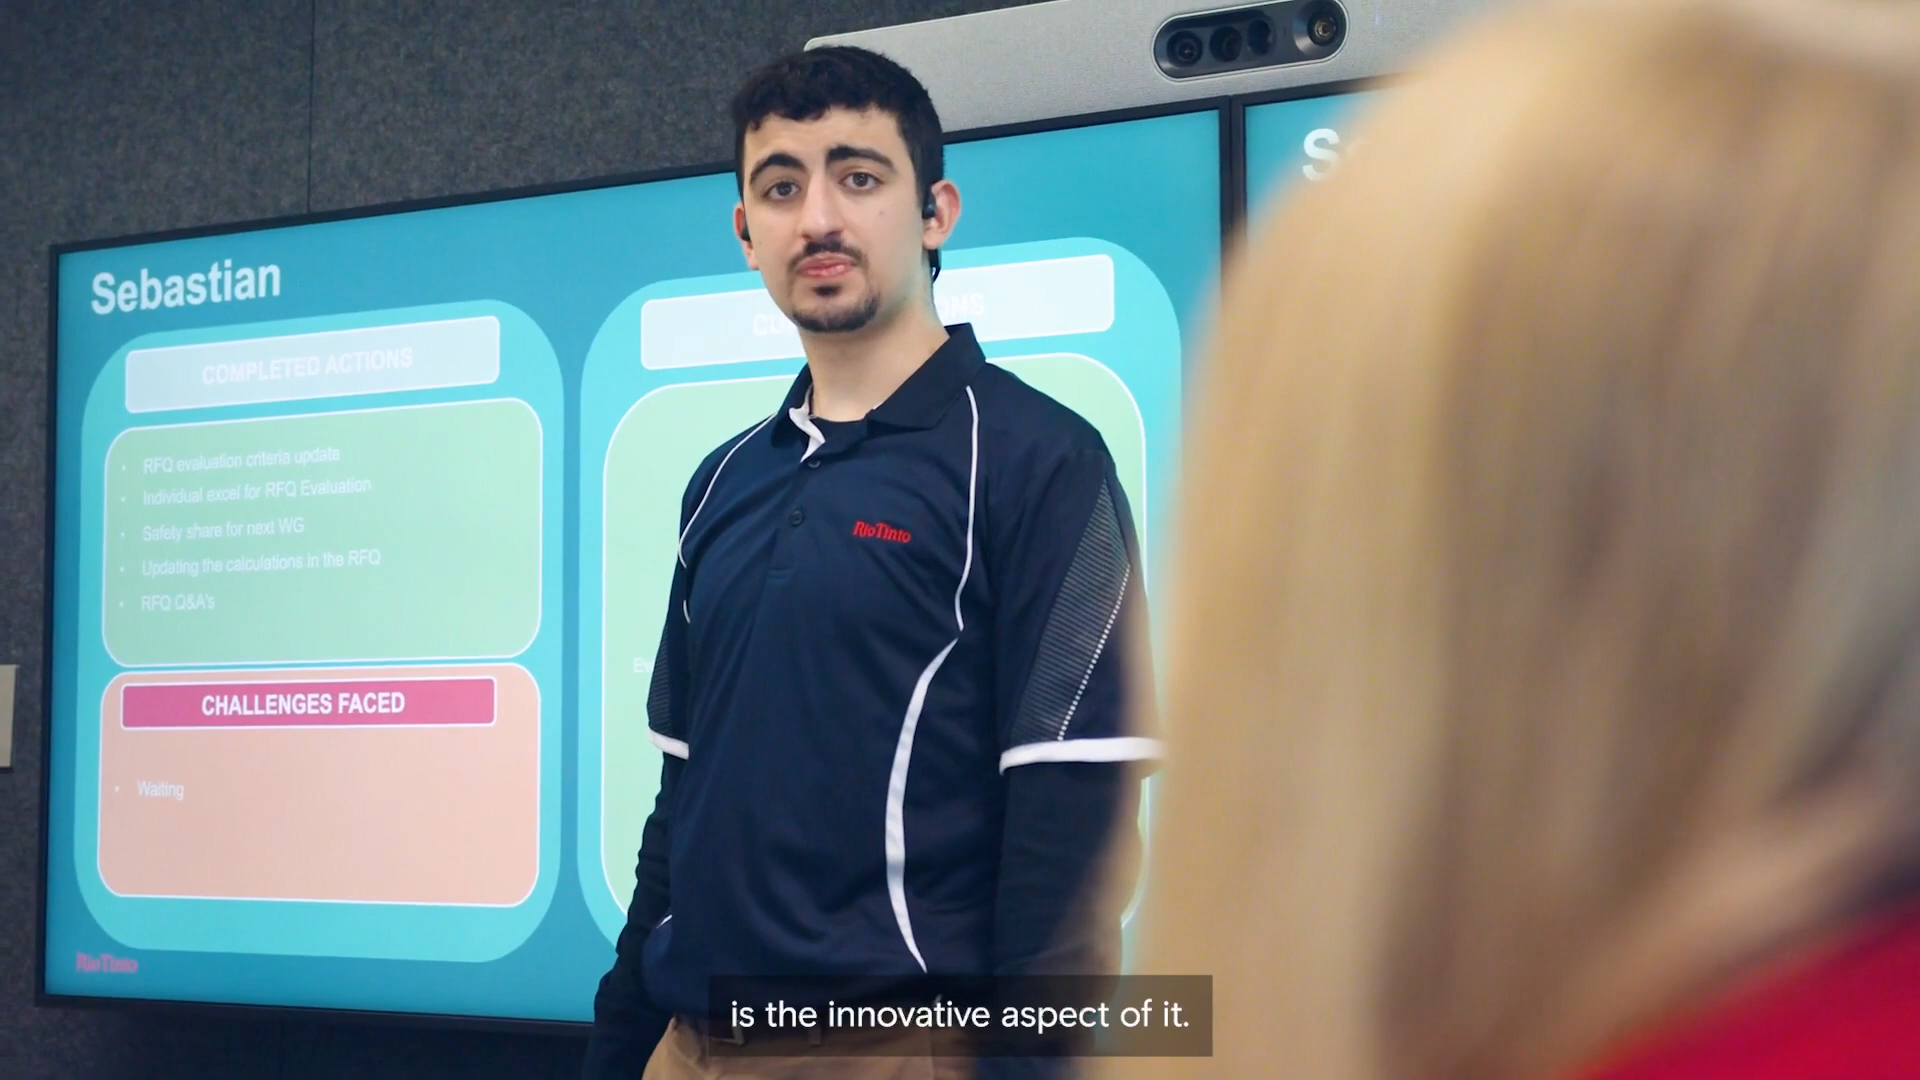 Sebastian
COMPLETED ACTIONS
• RFQ evaluation criteria update
• Individual excel for RFQ Evaluation
• Safety share for next WG
• Updating the calculations in the RFQ
• RFQ Q&A's
CHALLENGES FACED
• Waiting
RioTinto
RioTinto
is the innovative aspect of it.